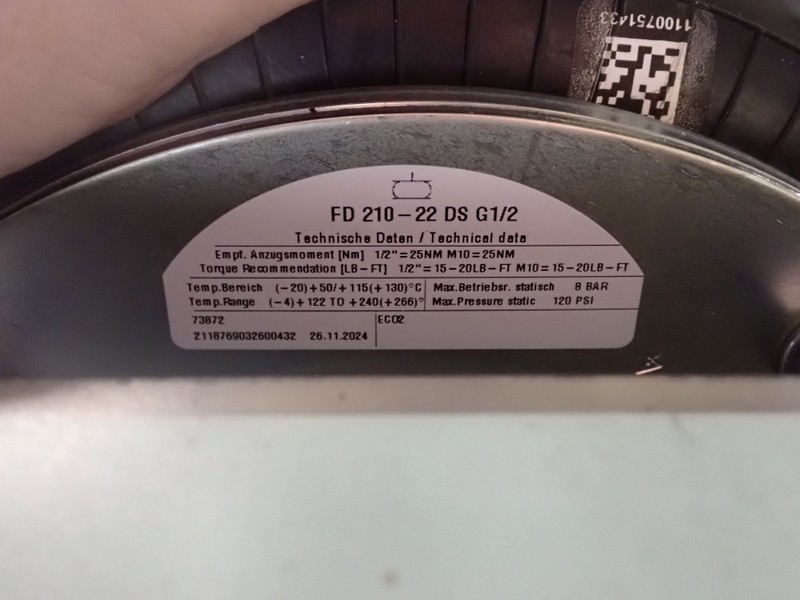 1100751433
FD 210-22 DS G1/2
Technische Daten / Technical data
Empf. Anzugsmoment [Nm] 1/2"=25NM M10=25NM
Torque Recommendation [LB-FT] 1/2"=15-20LB-FT M10=15-20LB-FT
Temp.Bereich (-20)+50/+115(+130)°C Max.Betriebsr. statisch 8 BAR
Temp.Range (-4)+122 TO +240(+266)° Max.Pressure static 120 PSI
73872 ECO2
2118769032600432 26.11.2024